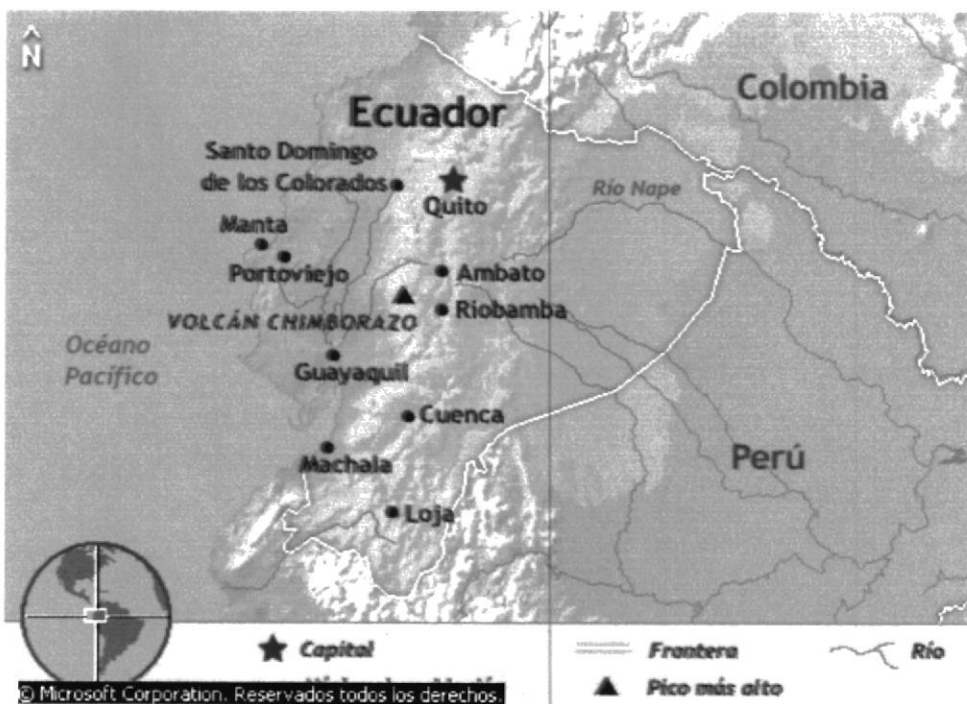 N
Ecuador
Colombia
Santo Domingo
de los Colorados
Quito
Río Nape
Manta
Portoviejo
Ambato
Riobamba
VOLCÁN CHIMBORAZO
Océano
Pacífico
Guayaquil
Cuenca
Machala
Perú
Loja
Capital
Frontera
Río
Pico más alto
© Microsoft Corporation. Reservados todos los derechos.